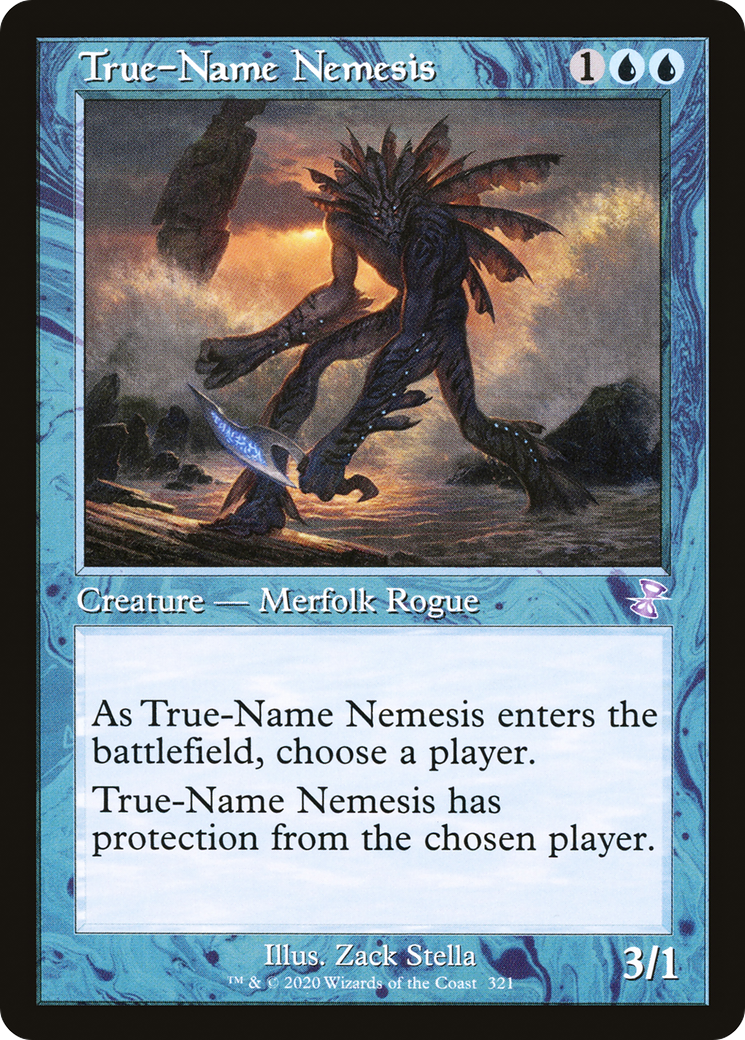 True-Name Nemesis 1
Creature — Merfolk Rogue
As True-Name Nemesis enters the
battlefield, choose a player.
True-Name Nemesis has
protection from the chosen player.
Illus. Zack Stella
™ & © 2020 Wizards of the Coast 321
3/1